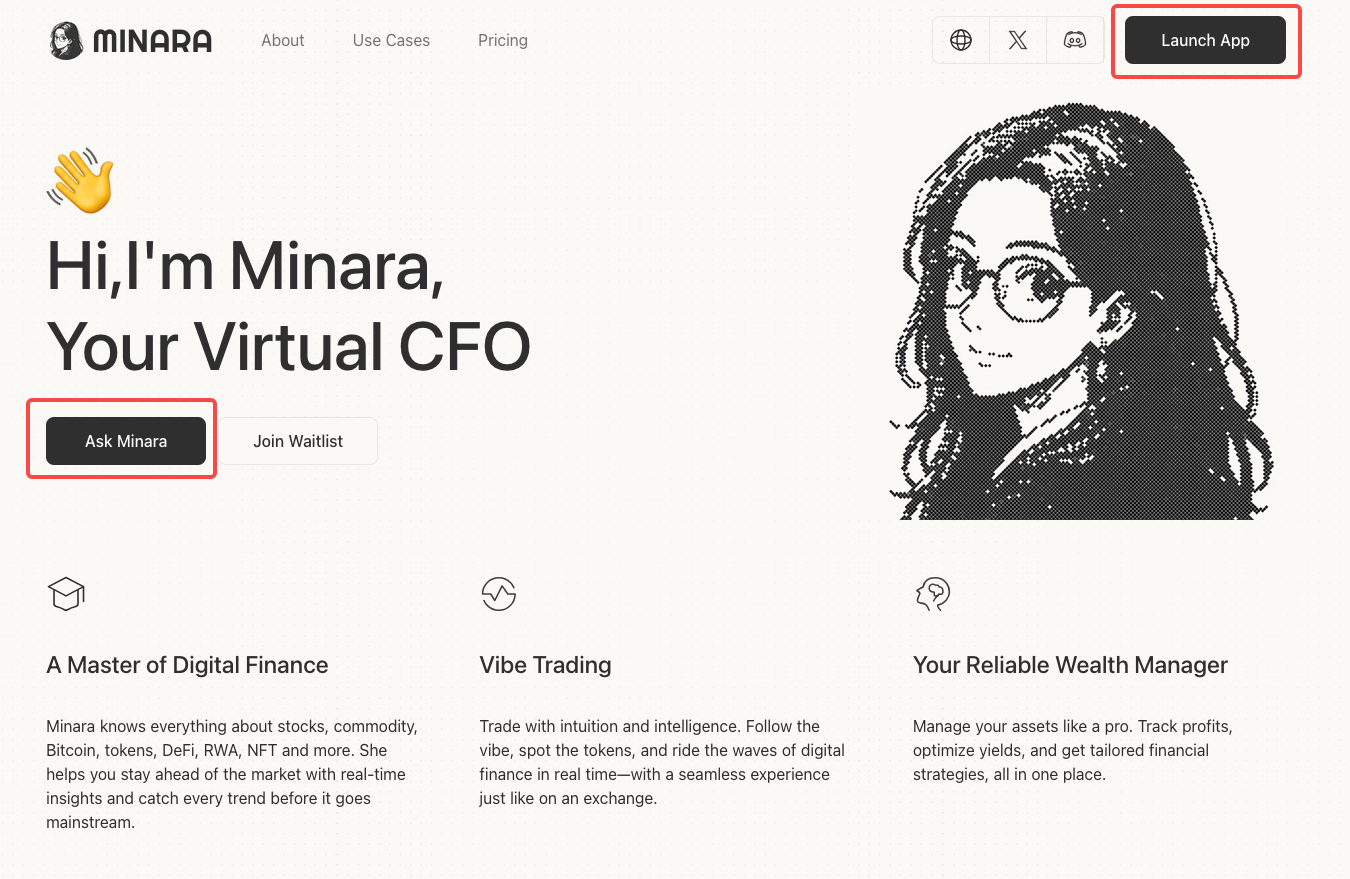 MINARA
About
Use Cases
Pricing
Launch App
Hi,I'm Minara,
Your Virtual CFO
Ask Minara
Join Waitlist
A Master of Digital Finance
Minara knows everything about stocks, commodity,
Bitcoin, tokens, DeFi, RWA, NFT and more. She
helps you stay ahead of the market with real-time
insights and catch every trend before it goes
mainstream.
Vibe Trading
Trade with intuition and intelligence. Follow the
vibe, spot the tokens, and ride the waves of digital
finance in real time—with a seamless experience
just like on an exchange.
Your Reliable Wealth Manager
Manage your assets like a pro. Track profits,
optimize yields, and get tailored financial
strategies, all in one place.